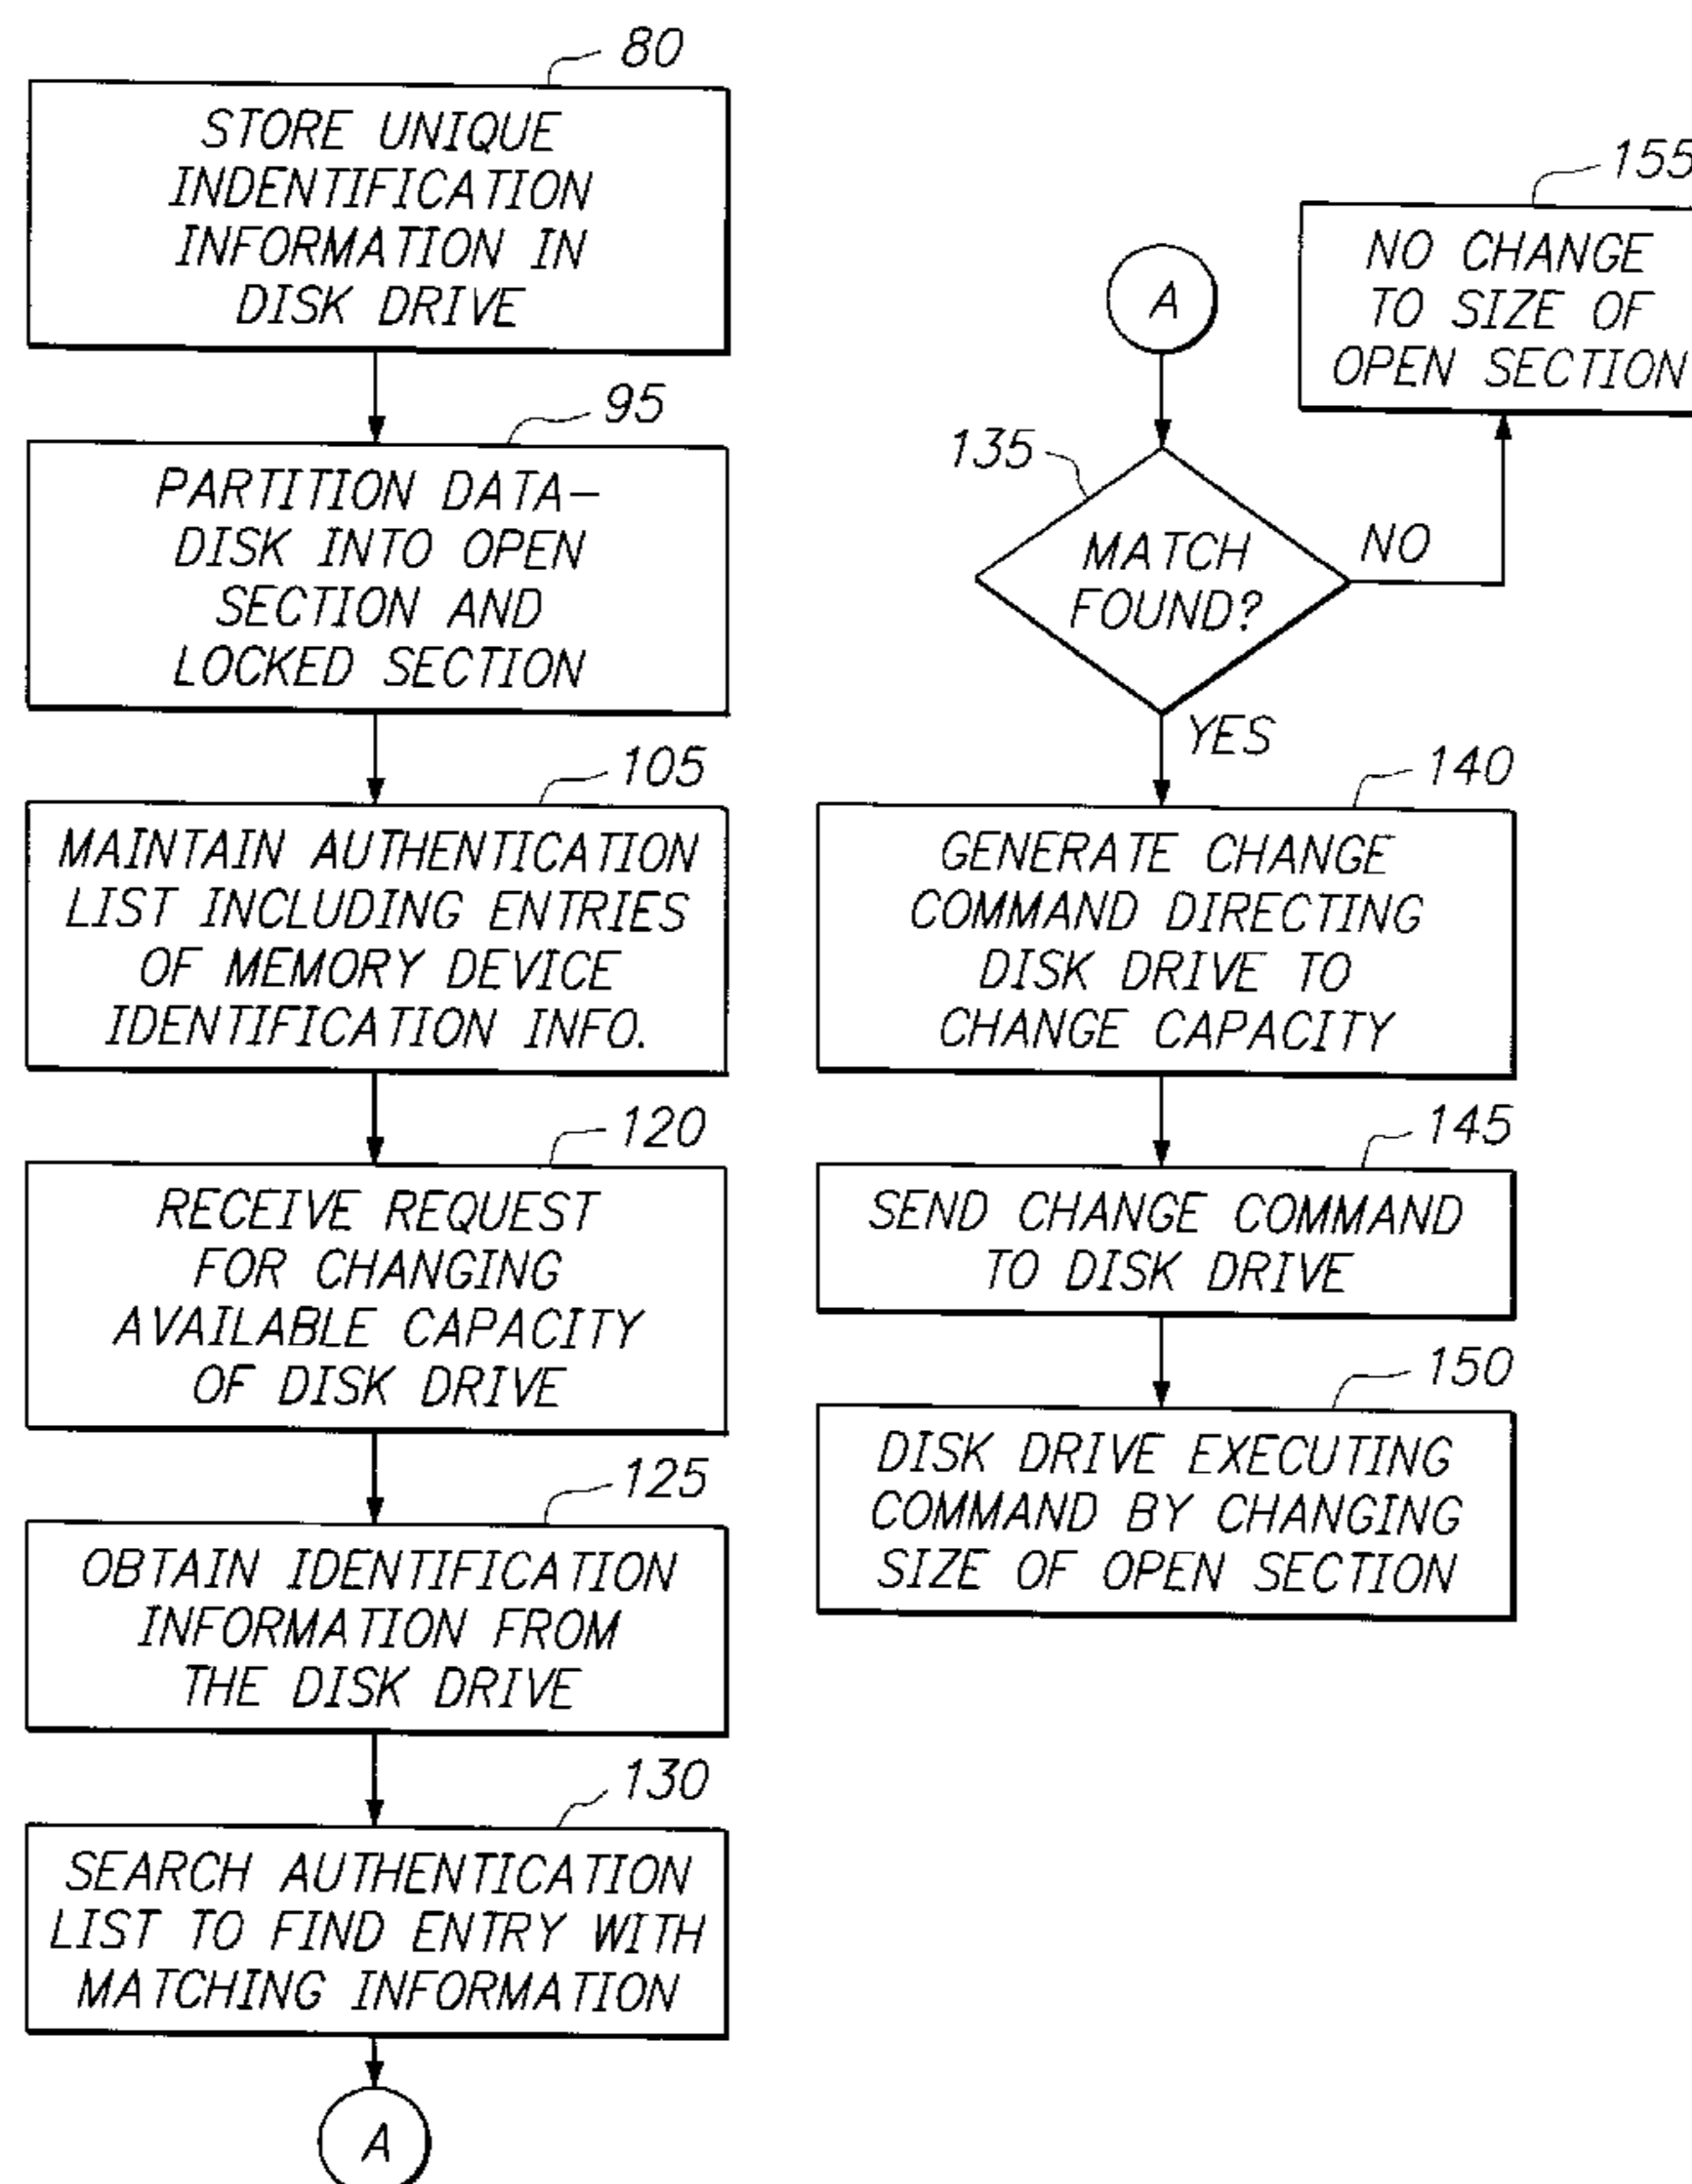 80
STORE UNIQUE
INDENTIFICATION
INFORMATION IN
DISK DRIVE
95
PARTITION DATA-
DISK INTO OPEN
SECTION AND
LOCKED SECTION
105
MAINTAIN AUTHENTICATION
LIST INCLUDING ENTRIES
OF MEMORY DEVICE
IDENTIFICATION INFO.
120
RECEIVE REQUEST
FOR CHANGING
AVAILABLE CAPACITY
OF DISK DRIVE
125
OBTAIN IDENTIFICATION
INFORMATION FROM
THE DISK DRIVE
130
SEARCH AUTHENTICATION
LIST TO FIND ENTRY WITH
MATCHING INFORMATION
A
A
135
MATCH
FOUND?
NO
155
NO CHANGE
TO SIZE OF
OPEN SECTION
YES
140
GENERATE CHANGE
COMMAND DIRECTING
DISK DRIVE TO
CHANGE CAPACITY
145
SEND CHANGE COMMAND
TO DISK DRIVE
150
DISK DRIVE EXECUTING
COMMAND BY CHANGING
SIZE OF OPEN SECTION